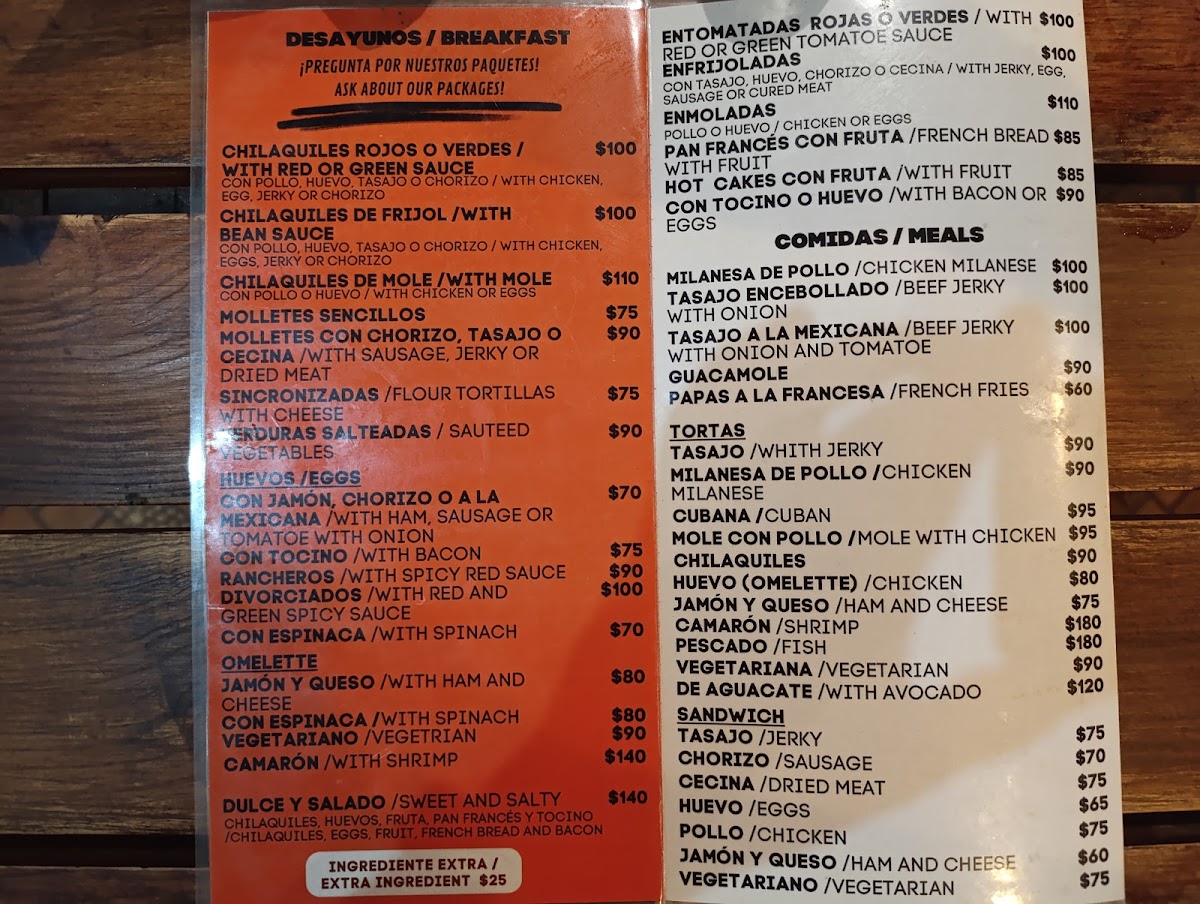 DESAYUNOS / BREAKFAST
¡PREGUNTA POR NUESTROS PAQUETES!
ASK ABOUT OUR PACKAGES!
CHILAQUILES ROJOS O VERDES / $100
WITH RED OR GREEN SAUCE
CON POLLO, HUEVO, TASAJO O CHORIZO / WITH CHICKEN,
EGG, JERKY OR CHORIZO
CHILAQUILES DE FRIJOL /WITH $100
BEAN SAUCE
CON POLLO, HUEVO, TASAJO O CHORIZO / WITH CHICKEN,
EGGS, JERKY OR CHORIZO
CHILAQUILES DE MOLE /WITH MOLE $110
CON POLLO O HUEVO / WITH CHICKEN OR EGGS
MOLLETES SENCILLOS $75
MOLLETES CON CHORIZO, TASAJO O $90
CECINA /WITH SAUSAGE, JERKY OR
DRIED MEAT
SINCRONIZADAS /FLOUR TORTILLAS $75
WITH CHEESE
VERDURAS SALTEADAS / SAUTEED $90
VEGETABLES
HUEVOS /EGGS
CON JAMÓN, CHORIZO O A LA $70
MEXICANA /WITH HAM, SAUSAGE OR
TOMATOE WITH ONION
CON TOCINO /WITH BACON $75
RANCHEROS /WITH SPICY RED SAUCE $90
DIVORCIADOS /WITH RED AND $100
GREEN SPICY SAUCE
CON ESPINACA /WITH SPINACH $70
OMELETTE
JAMÓN Y QUESO /WITH HAM AND $80
CHEESE
CON ESPINACA /WITH SPINACH $80
VEGETARIANO /VEGETRIAN $90
CAMARÓN /WITH SHRIMP $140
DULCE Y SALADO /SWEET AND SALTY $140
CHILAQUILES, HUEVOS, FRUTA, PAN FRANCÉS Y TOCINO
/CHILAQUILES, EGGS, FRUIT, FRENCH BREAD AND BACON
INGREDIENTE EXTRA /
EXTRA INGREDIENT $25
ENTOMATADAS ROJAS O VERDES / WITH $100
RED OR GREEN TOMATOE SAUCE
ENFRIJOLADAS $100
CON TASAJO, HUEVO, CHORIZO O CECINA / WITH JERKY, EGG,
SAUSAGE OR CURED MEAT
ENMOLADAS $110
POLLO O HUEVO / CHICKEN OR EGGS
PAN FRANCÉS CON FRUTA /FRENCH BREAD $85
WITH FRUIT
HOT CAKES CON FRUTA /WITH FRUIT $85
CON TOCINO O HUEVO /WITH BACON OR $90
EGGS
COMIDAS / MEALS
MILANESA DE POLLO /CHICKEN MILANESE $100
TASAJO ENCEBOLLADO /BEEF JERKY $100
WITH ONION
TASAJO A LA MEXICANA /BEEF JERKY $100
WITH ONION AND TOMATOE
GUACAMOLE $90
PAPAS A LA FRANCESA /FRENCH FRIES $60
TORTAS
TASAJO /WHITH JERKY $90
MILANESA DE POLLO /CHICKEN $90
MILANESE
CUBANA /CUBAN $95
MOLE CON POLLO /MOLE WITH CHICKEN $95
CHILAQUILES $90
HUEVO (OMELETTE) /CHICKEN $80
JAMÓN Y QUESO /HAM AND CHEESE $75
CAMARÓN /SHRIMP $180
PESCADO /FISH $180
VEGETARIANA /VEGETARIAN $90
DE AGUACATE /WITH AVOCADO $120
SANDWICH
TASAJO /JERKY $75
CHORIZO /SAUSAGE $70
CECINA /DRIED MEAT $75
HUEVO /EGGS $65
POLLO /CHICKEN $75
JAMÓN Y QUESO /HAM AND CHEESE $60
VEGETARIANO /VEGETARIAN $75